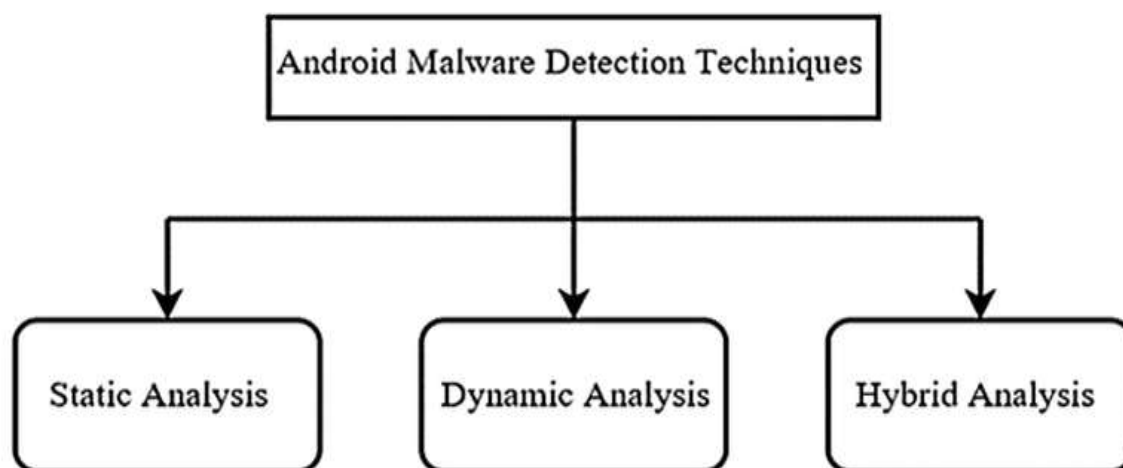 Android Malware Detection Techniques
Static Analysis
Dynamic Analysis
Hybrid Analysis